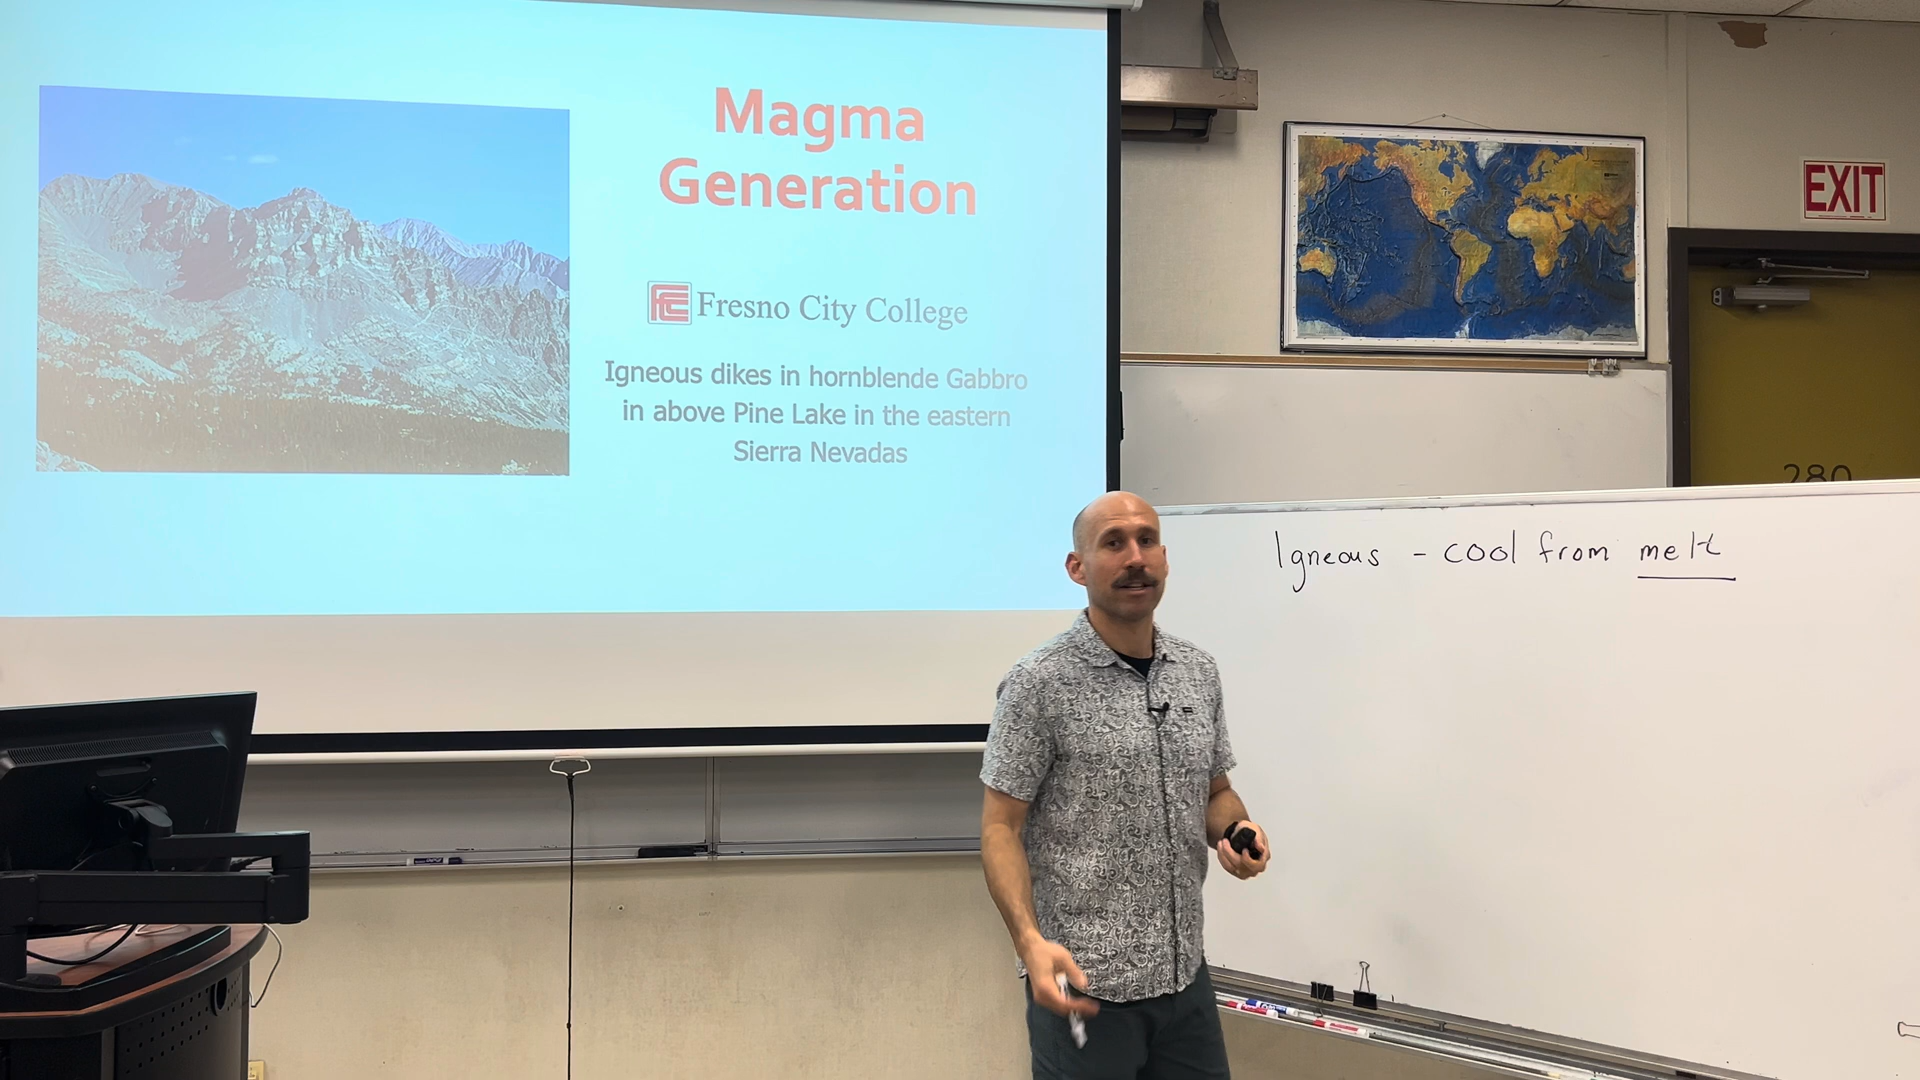 Magma
Generation
FCC Fresno City College
Igneous dikes in hornblende Gabbro
in above Pine Lake in the eastern
Sierra Nevadas
EXIT
280
Igneous - cool from melt